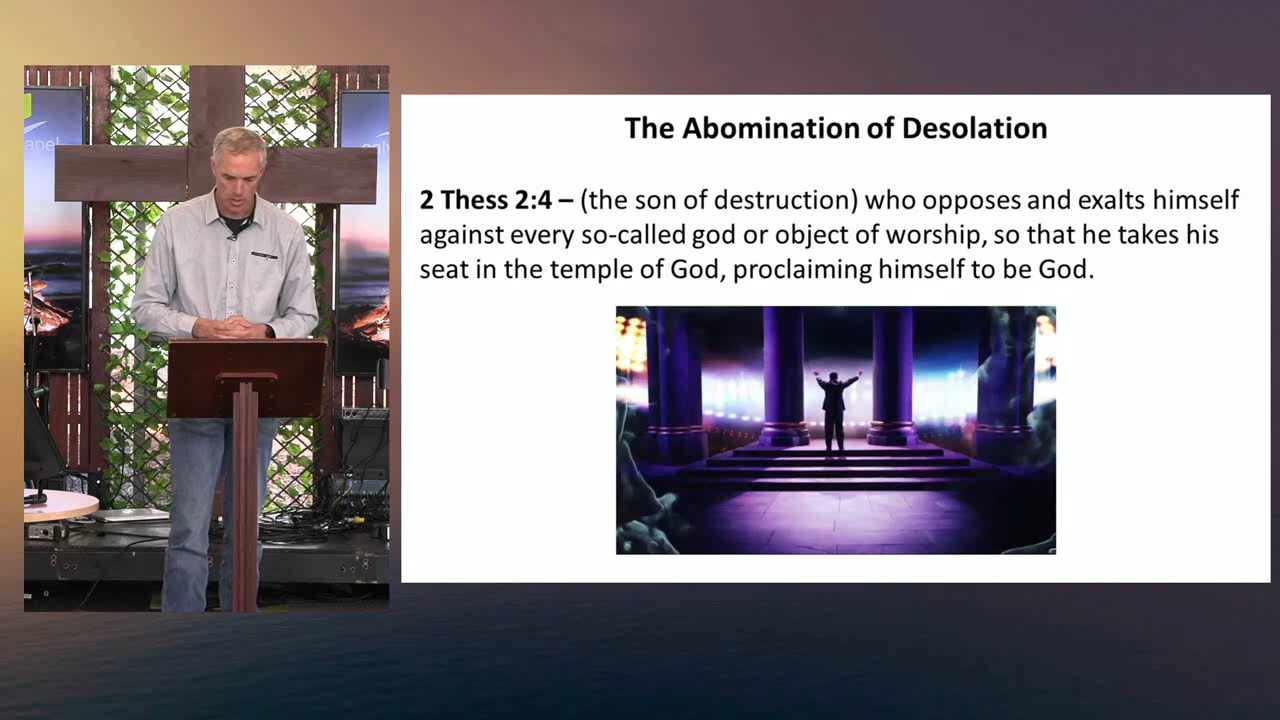 apel
calv
The Abomination of Desolation
2 Thess 2:4 – (the son of destruction) who opposes and exalts himself
against every so-called god or object of worship, so that he takes his
seat in the temple of God, proclaiming himself to be God.